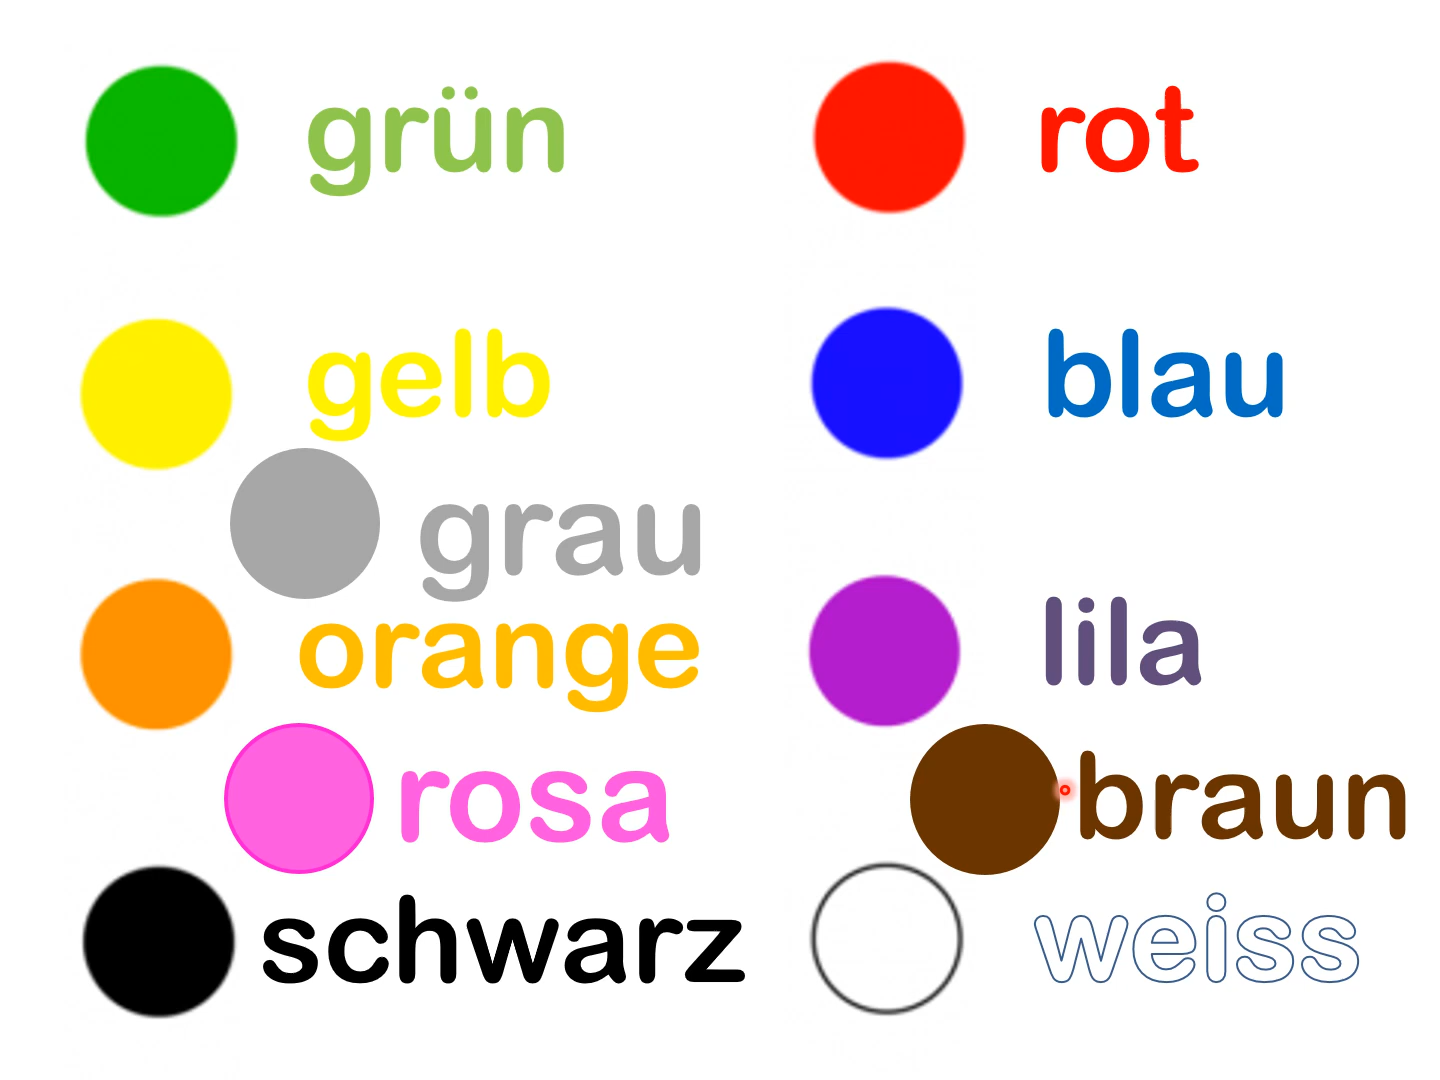 grün
rot
gelb
blau
grau
orange
lila
rosa
braun
schwarz
weiss